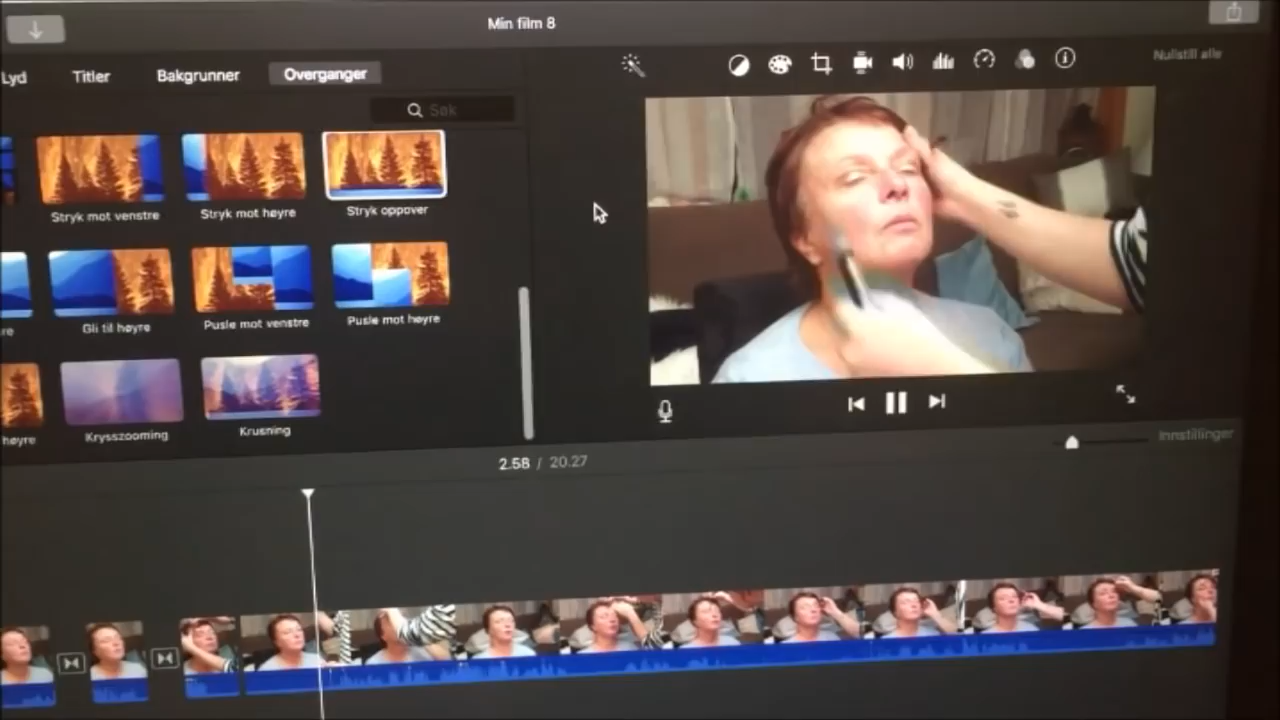 Min film 8
Lyd Titler Bakgrunner Overganger
Nullstill alle
Søk
Stryk mot venstre Stryk mot høyre Stryk oppover
re Gli til høyre Pusle mot venstre Pusle mot høyre
høyre Krysszooming Krusning
2.58 / 20.27
Innstillinger